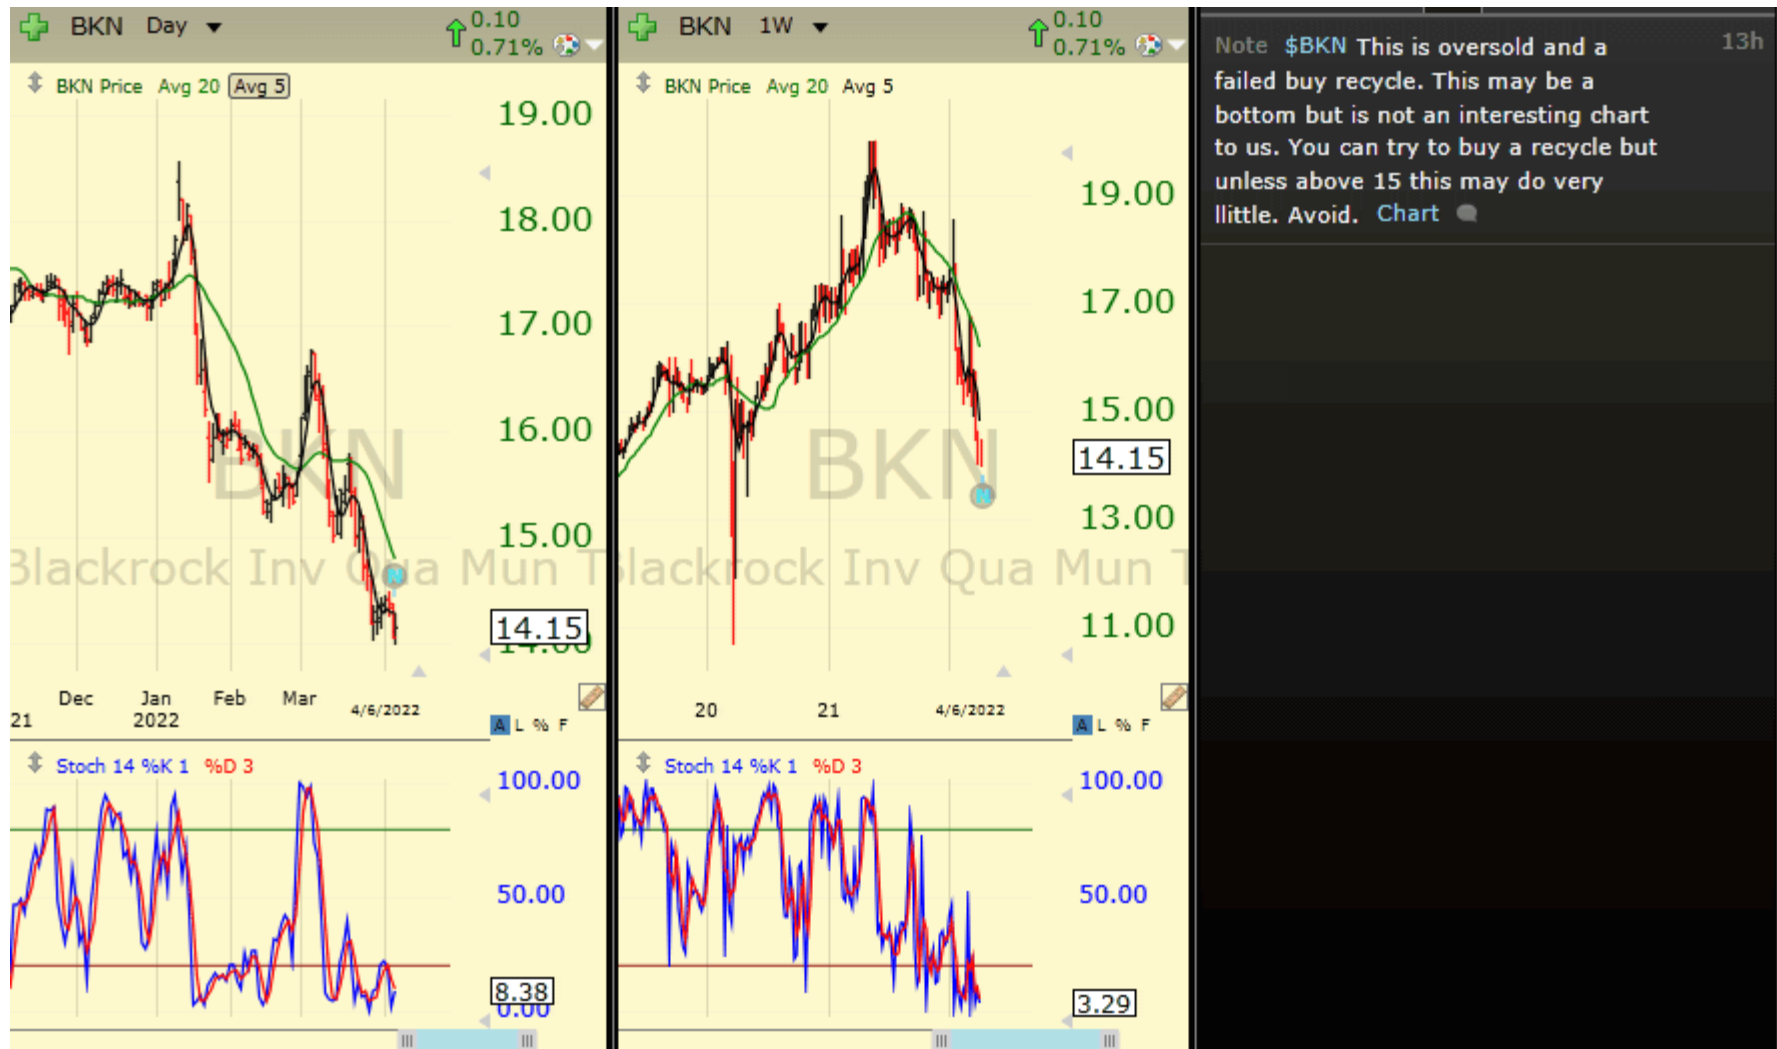 BKN Day
0.10
0.71%
BKN Price Avg 20 Avg 5
19.00
18.00
17.00
16.00
15.00
14.15
14.00
BKN
Blackrock Inv Qua Mun T
N
21 Dec Jan 2022 Feb Mar 4/6/2022
A L % F
Stoch 14 %K 1 %D 3
100.00
50.00
8.38
0.00
BKN 1W
0.10
0.71%
BKN Price Avg 20 Avg 5
19.00
17.00
15.00
14.15
13.00
11.00
BKN
Blackrock Inv Qua Mun T
N
20 21 4/6/2022
A L % F
Stoch 14 %K 1 %D 3
100.00
50.00
3.29
Note $BKN This is oversold and a 13h
failed buy recycle. This may be a
bottom but is not an interesting chart
to us. You can try to buy a recycle but
unless above 15 this may do very
llittle. Avoid. Chart